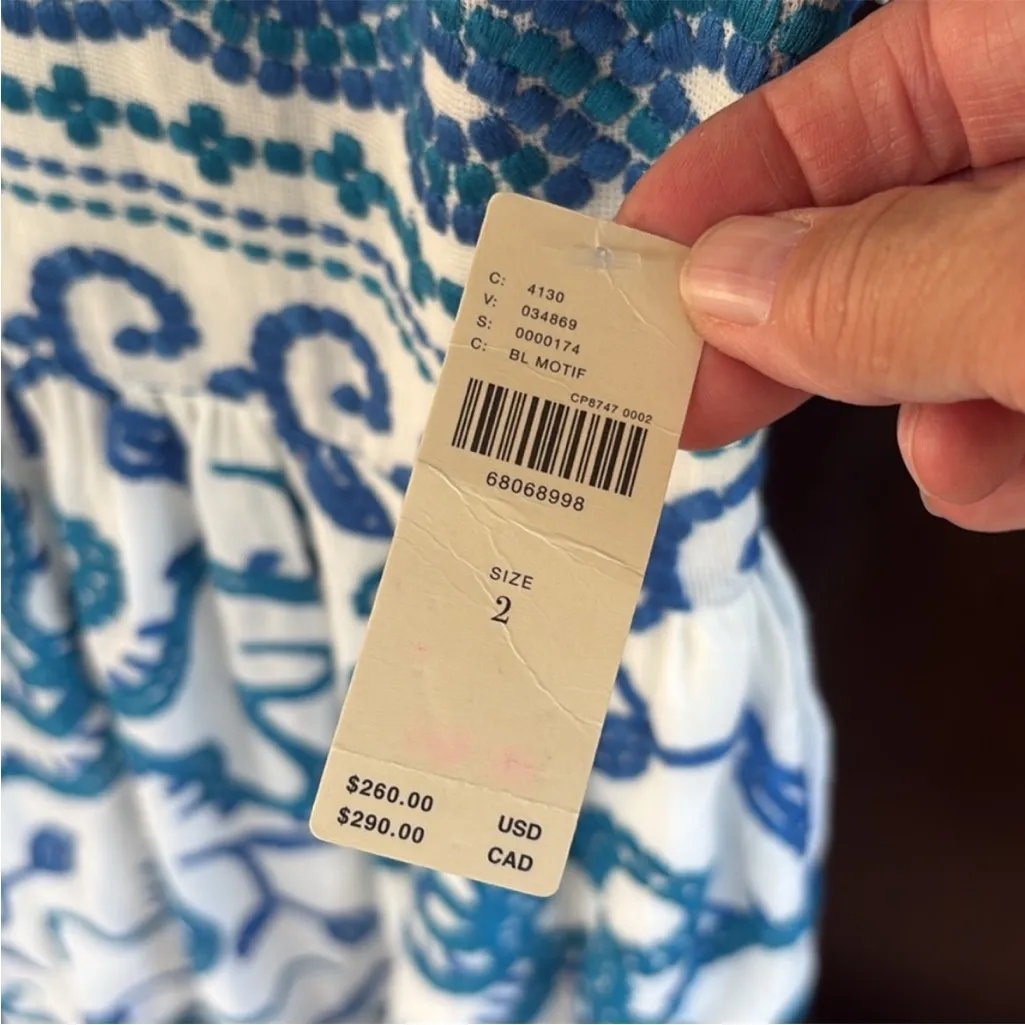 C: 4130
V: 034869
S: 0000174
C: BL MOTIF
CP8747 0002
68068998
SIZE
2
$260.00 USD
$290.00 CAD